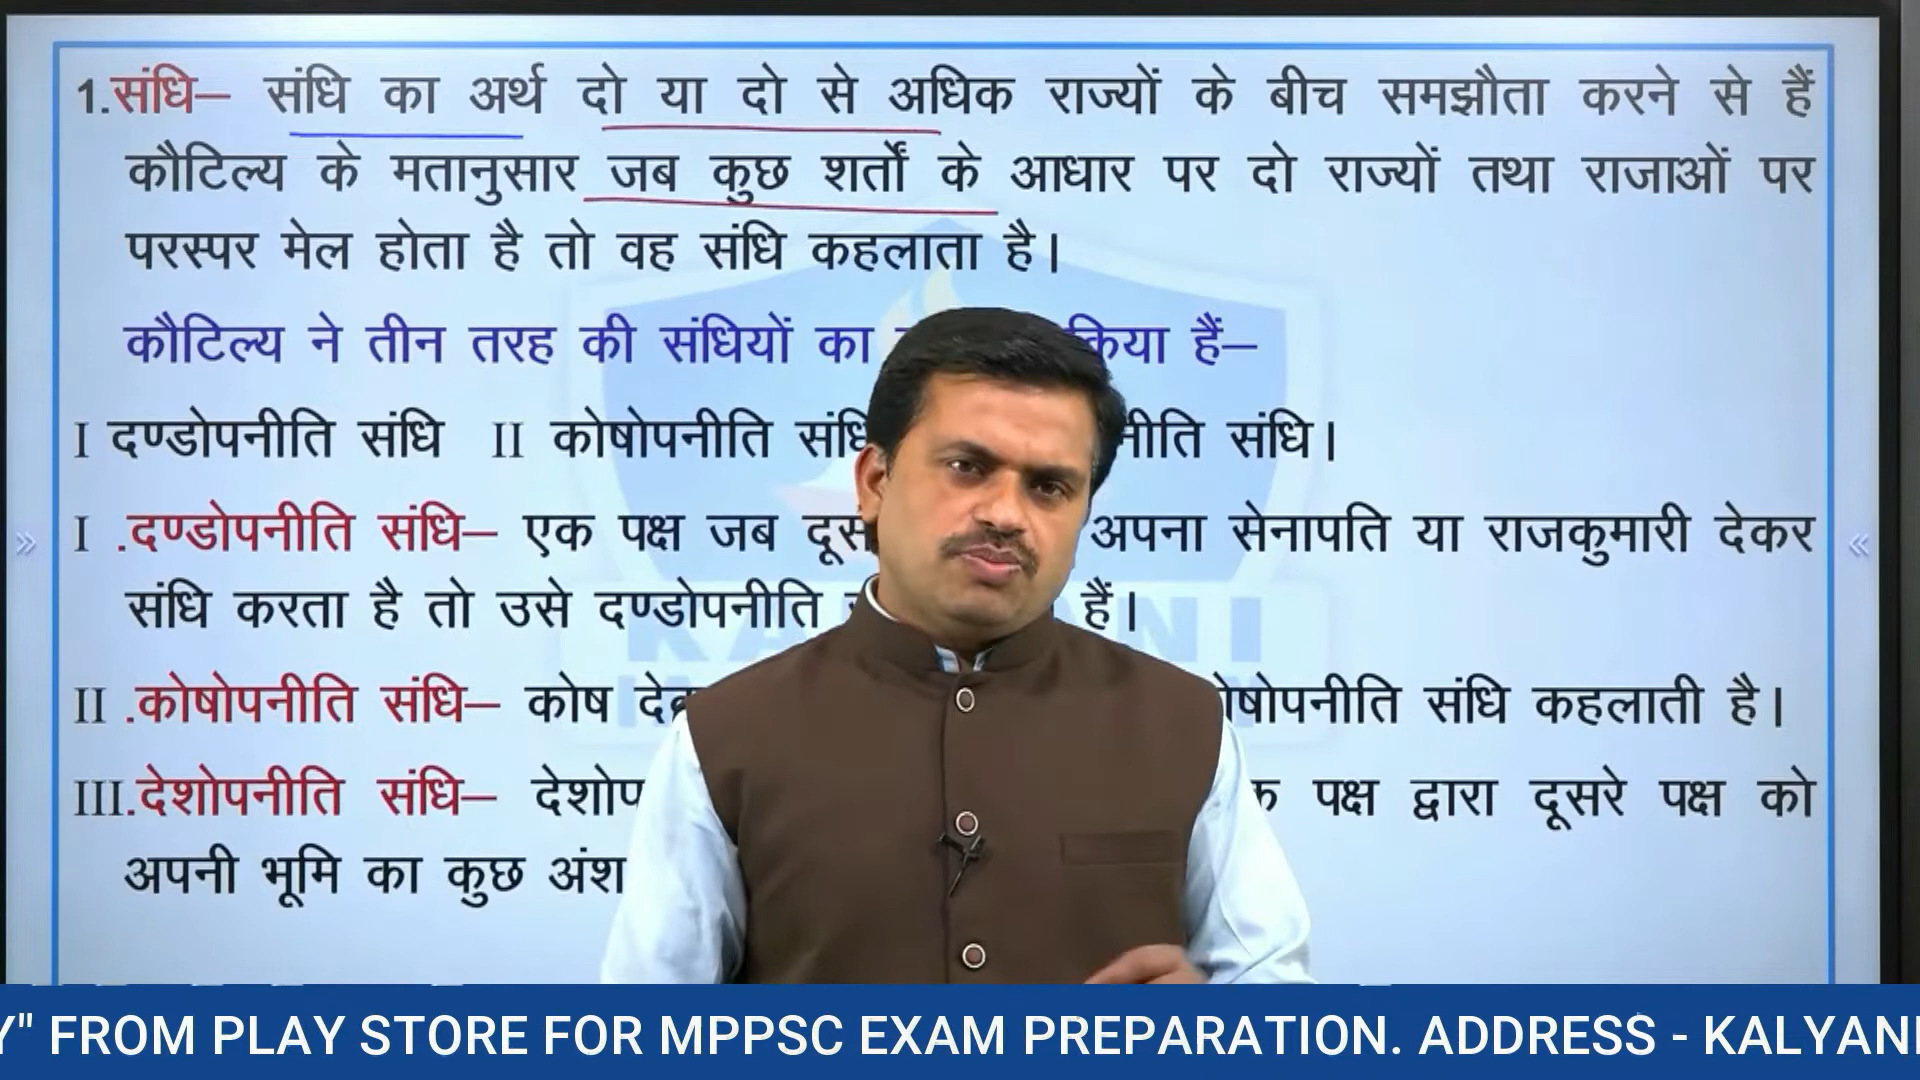 1.संधि– संधि का अर्थ दो या दो से अधिक राज्यों के बीच समझौता करने से हैं
कौटिल्य के मतानुसार जब कुछ शर्तों के आधार पर दो राज्यों तथा राजाओं पर
परस्पर मेल होता है तो वह संधि कहलाता है।
कौटिल्य ने तीन तरह की संधियों का किया हैं–
I दण्डोपनीति संधि II कोषोपनीति संधि संधि।
I .दण्डोपनीति संधि– एक पक्ष जब अपना सेनापति या राजकुमारी देकर
संधि करता है तो उसे दण्डोपनीति हैं।
II .कोषोपनीति संधि– कोष संधि कहलाती है।
III.देशोपनीति संधि– पक्ष द्वारा दूसरे पक्ष को
अपनी भूमि का कुछ अंश
FROM PLAY STORE FOR MPPSC EXAM PREPARATION. ADDRESS - KALYANI